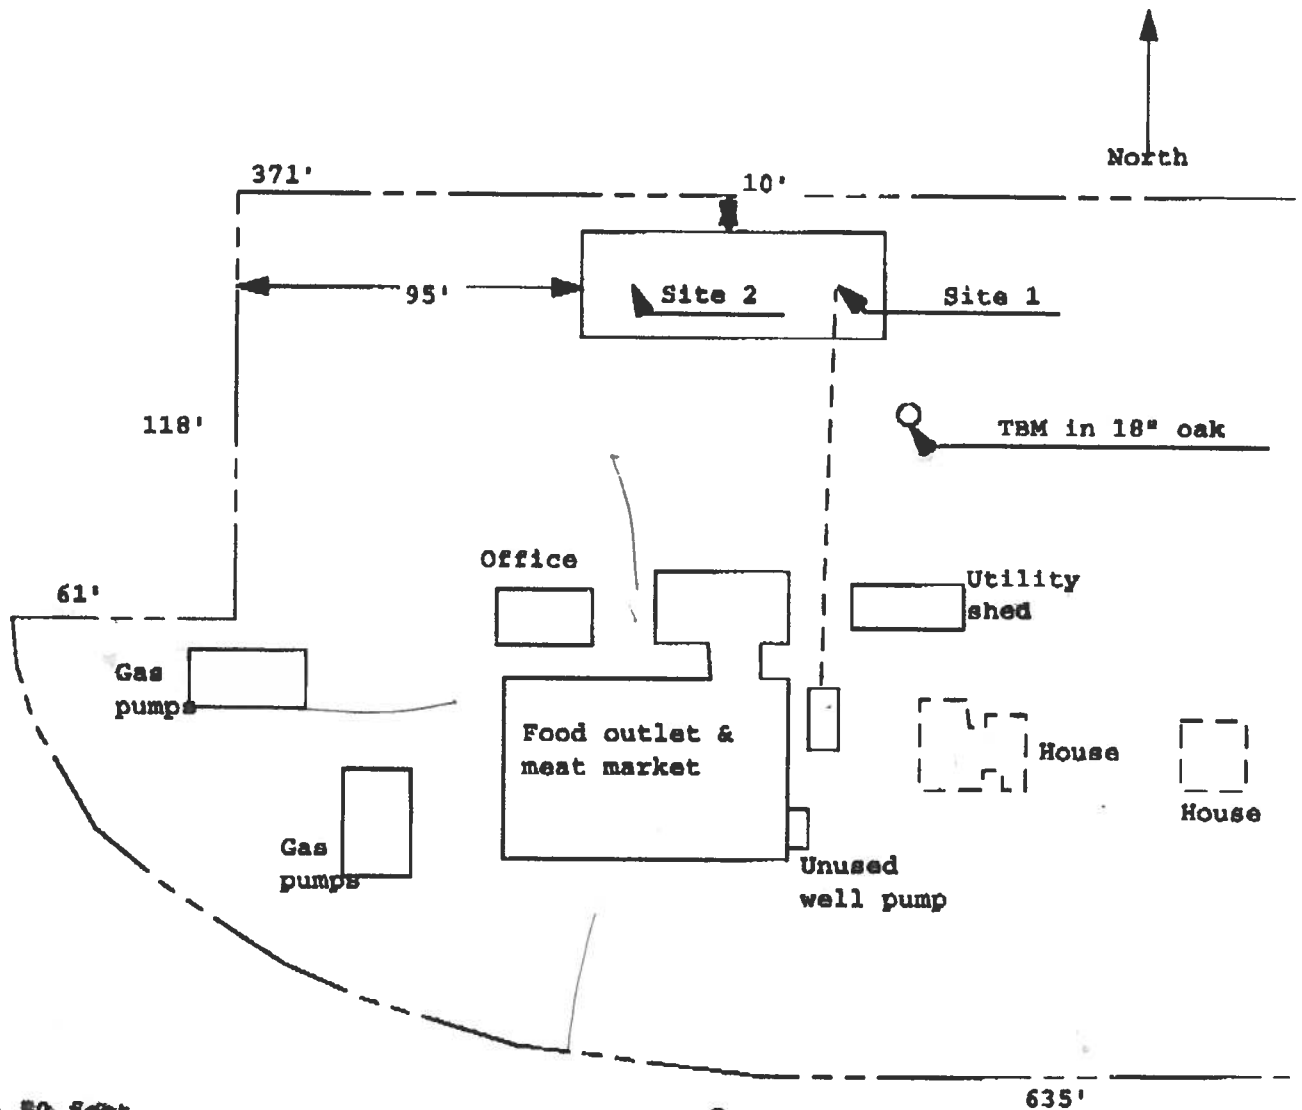 North
371'
10'
95'
Site 2
Site 1
118'
TBM in 18" oak
Office
Utility
shed
61'
Gas
pumps
Food outlet &
meat market
House
House
Gas
pumps
Unused
well pump
635'